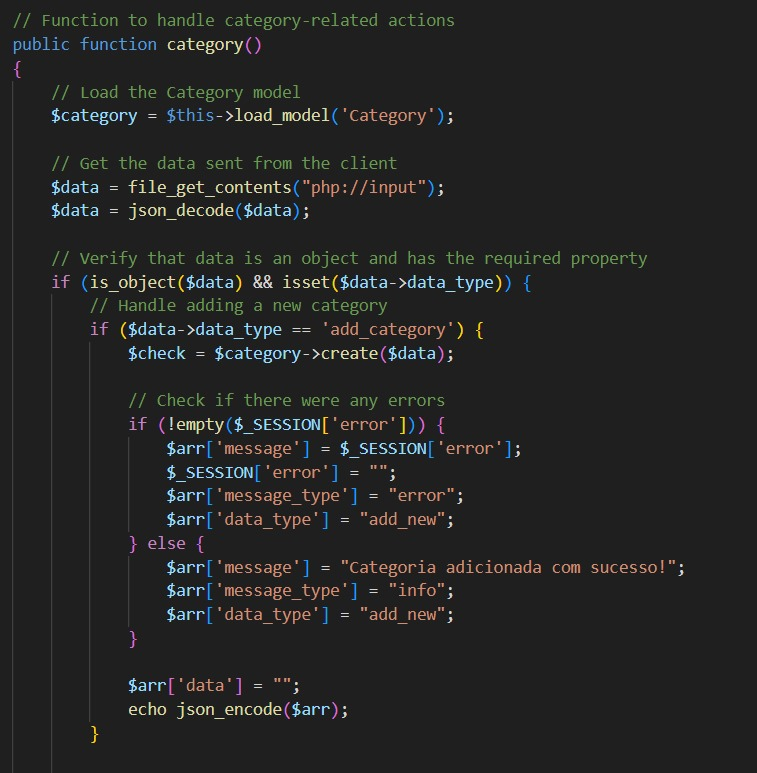 // Function to handle category-related actions
public function category()
{
    // Load the Category model
    $category = $this->load_model('Category');

    // Get the data sent from the client
    $data = file_get_contents("php://input");
    $data = json_decode($data);

    // Verify that data is an object and has the required property
    if (is_object($data) && isset($data->data_type)) {
        // Handle adding a new category
        if ($data->data_type == 'add_category') {
            $check = $category->create($data);

            // Check if there were any errors
            if (!empty($_SESSION['error'])) {
                $arr['message'] = $_SESSION['error'];
                $_SESSION['error'] = "";
                $arr['message_type'] = "error";
                $arr['data_type'] = "add_new";
            } else {
                $arr['message'] = "Categoria adicionada com sucesso!";
                $arr['message_type'] = "info";
                $arr['data_type'] = "add_new";
            }

            $arr['data'] = "";
            echo json_encode($arr);
        }